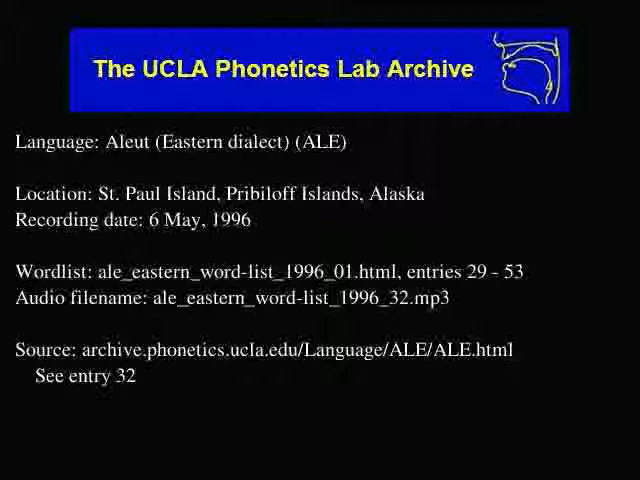 The UCLA Phonetics Lab Archive
Language: Aleut (Eastern dialect) (ALE)
Location: St. Paul Island, Pribiloff Islands, Alaska
Recording date: 6 May, 1996
Wordlist: ale_eastern_word-list_1996_01.html, entries 29 - 53
Audio filename: ale_eastern_word-list_1996_32.mp3
Source: archive.phonetics.ucla.edu/Language/ALE/ALE.html
See entry 32